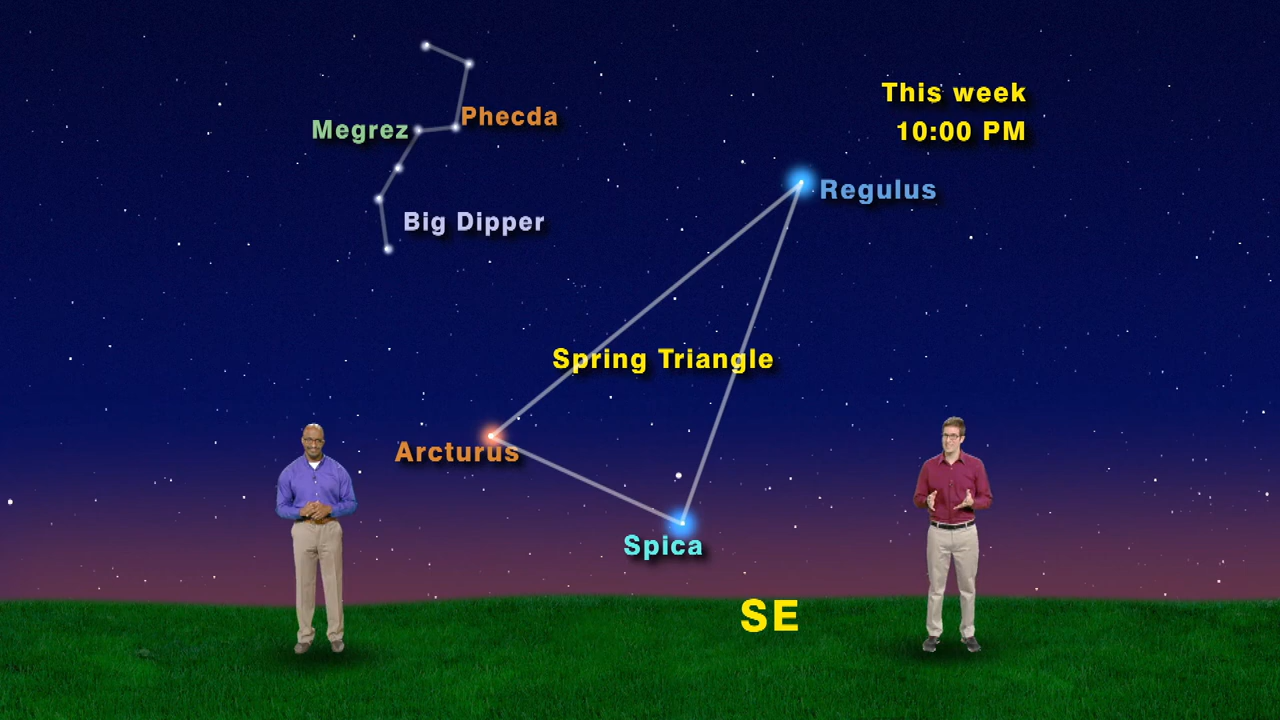 This week
10:00 PM
Phecda
Megrez
Regulus
Big Dipper
Spring Triangle
Arcturus
Spica
SE